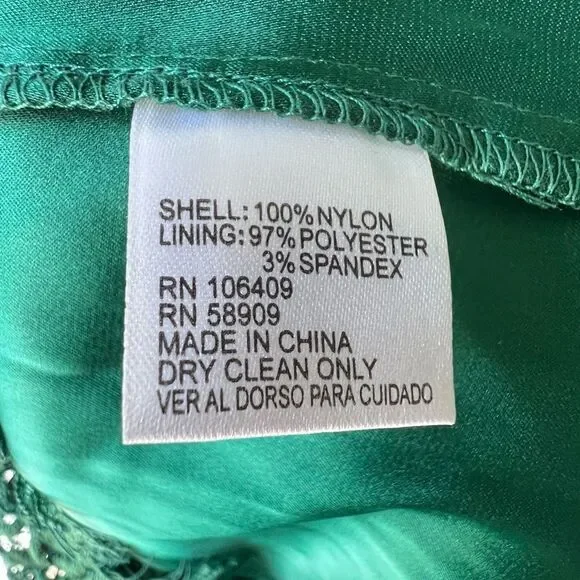 SHELL: 100% NYLON
LINING: 97% POLYESTER
3% SPANDEX
RN 106409
RN 58909
MADE IN CHINA
DRY CLEAN ONLY
VER AL DORSO PARA CUIDADO